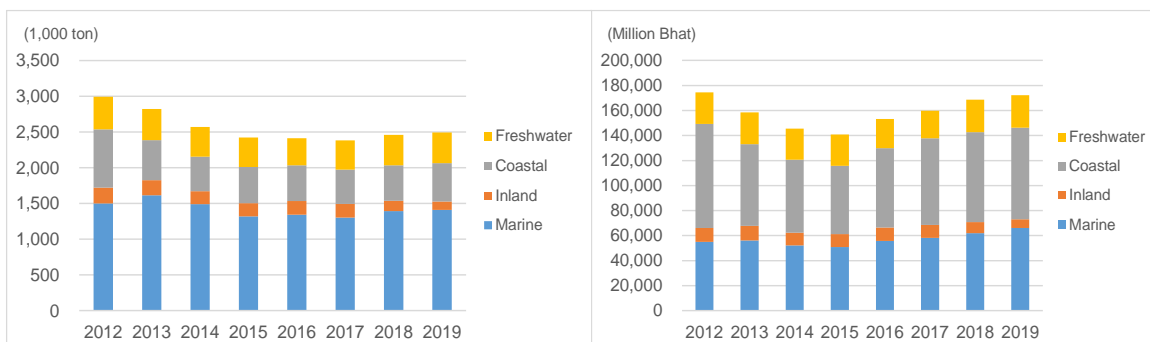 (1,000 ton)
3,500
3,000
2,500
2,000
1,500
1,000
500
0
2012 2013 2014 2015 2016 2017 2018 2019
Freshwater
Coastal
Inland
Marine
(Million Bhat)
200,000
180,000
160,000
140,000
120,000
100,000
80,000
60,000
40,000
20,000
0
2012 2013 2014 2015 2016 2017 2018 2019
Freshwater
Coastal
Inland
Marine